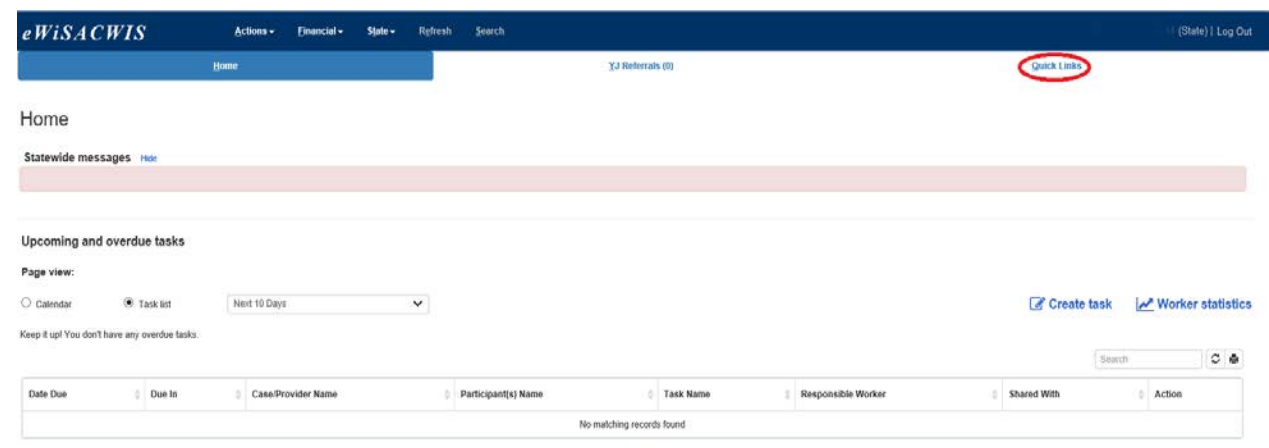 eWiSACWIS Actions Financial State Refresh Search (State) | Log Out
Home YJ Referrals (0) Quick Links
Home
Statewide messages Hide
Upcoming and overdue tasks
Page view:
Calendar Task list Next 10 Days Create task Worker statistics
Keep it up! You don't have any overdue tasks.
Search
Date Due Due In Case/Provider Name Participant(s) Name Task Name Responsible Worker Shared With Action
No matching records found